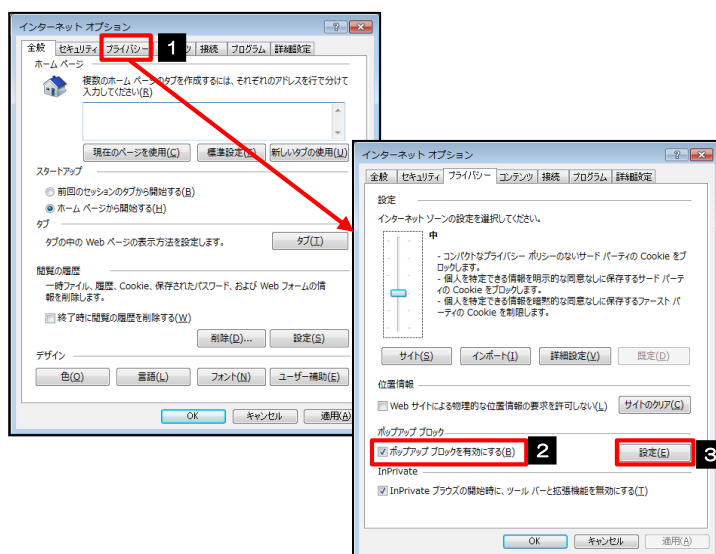 インターネット オプション
全般 セキュリティ プライバシー 1 ツ 接続 プログラム 詳細設定
ホーム ページ
複数のホーム ページのタブを作成するには、それぞれのアドレスを行で分けて
入力してください(R)
現在のページを使用(C) 標準設定 新しいタブの使用(U)
スタートアップ
前回のセッションのタブから開始する(B)
ホーム ページから開始する(H)
タブ
タブの中の Web ページの表示方法を設定します。 タブ(T)
閲覧の履歴
一時ファイル、履歴、Cookie、保存されたパスワード、および Web フォームの情
報を削除します。
終了時に閲覧の履歴を削除する(W)
削除(D)... 設定(S)
デザイン
色(O) 言語(L) フォント(N) ユーザー補助(E)
OK キャンセル 適用(A)
インターネット オプション
全般 セキュリティ プライバシー コンテンツ 接続 プログラム 詳細設定
設定
インターネット ゾーンの設定を選択してください。
中
- コンパクトなプライバシー ポリシーのないサード パーティの Cookie をブ
ロックします。
- 個人を特定できる情報を明示的な同意なしに保存するサード パーテ
ィの Cookie をブロックします。
- 個人を特定できる情報を暗黙的な同意なしに保存するファースト パ
ーティの Cookie を制限します。
サイト(S) インポート(I) 詳細設定(V) 既定(D)
位置情報
Web サイトによる物理的な位置情報の要求を許可しない(L) サイトのクリア(C)
ポップアップ ブロック
ポップアップ ブロックを有効にする(B) 2 設定(E) 3
InPrivate
InPrivate ブラウズの開始時に、ツール バーと拡張機能を無効にする(T)
OK キャンセル 適用(A)